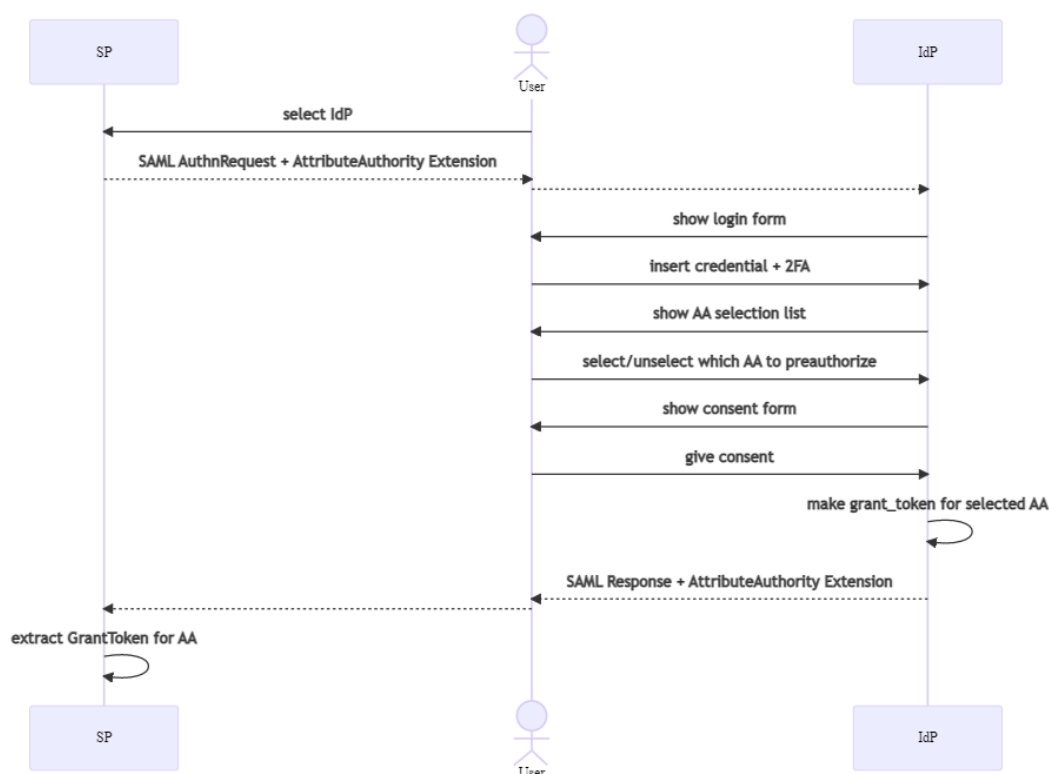 SP
IdP
User
select IdP
SAML AuthnRequest + AttributeAuthority Extension
show login form
insert credential + 2FA
show AA selection list
select/unselect which AA to preauthorize
show consent form
give consent
make grant_token for selected AA
SAML Response + AttributeAuthority Extension
extract GrantToken for AA
SP
IdP
User